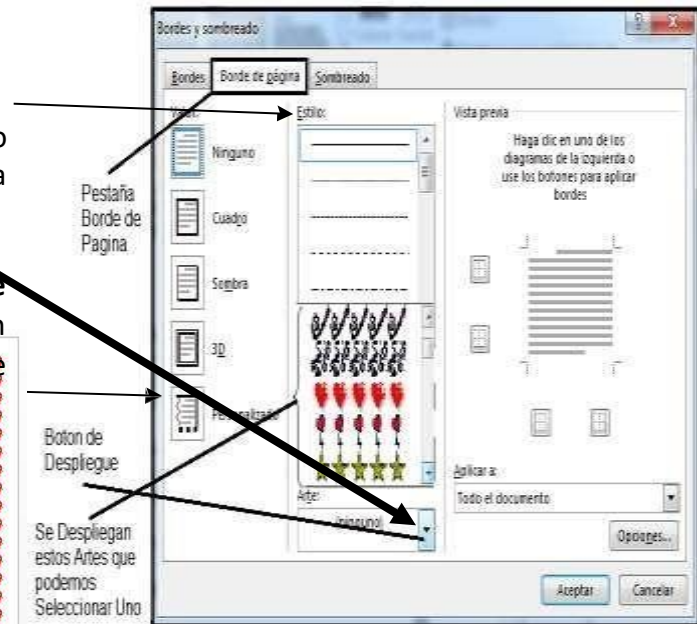 Bordes y sombreado
Bordes
Borde de página
Sombreado
Valor:
Estilo:
Vista previa
Ninguno
Cuadro
Sombra
3D
Personalizado
Haga clic en uno de los
diagramas de la izquierda o
use los botones para aplicar
bordes
Arte:
(ninguno)
Aplicar a:
Todo el documento
Opciones...
Aceptar
Cancelar
Pestaña
Borde de
Pagina
Boton de
Despliegue
Se Despliegan
estos Artes que
podemos
Seleccionar Uno
o
a
e
n
e